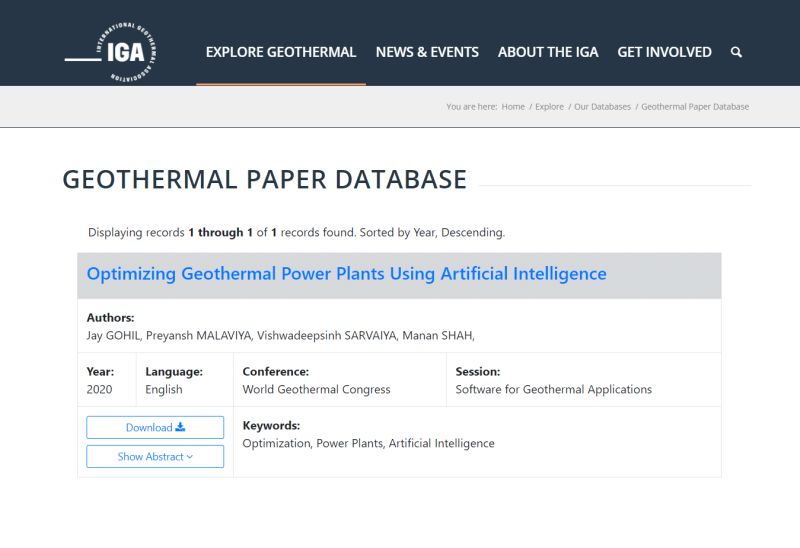 INTERNATIONAL GEOTHERMAL ASSOCIATION
IGA
EXPLORE GEOTHERMAL NEWS & EVENTS ABOUT THE IGA GET INVOLVED
You are here: Home / Explore / Our Databases / Geothermal Paper Database
GEOTHERMAL PAPER DATABASE
Displaying records 1 through 1 of 1 records found. Sorted by Year, Descending.
Optimizing Geothermal Power Plants Using Artificial Intelligence
Authors:
Jay GOHIL, Preyansh MALAVIYA, Vishwadeepsinh SARVAIYA, Manan SHAH,
Year: Language: Conference: Session:
2020 English World Geothermal Congress Software for Geothermal Applications
Download Keywords:
Optimization, Power Plants, Artificial Intelligence
Show Abstract